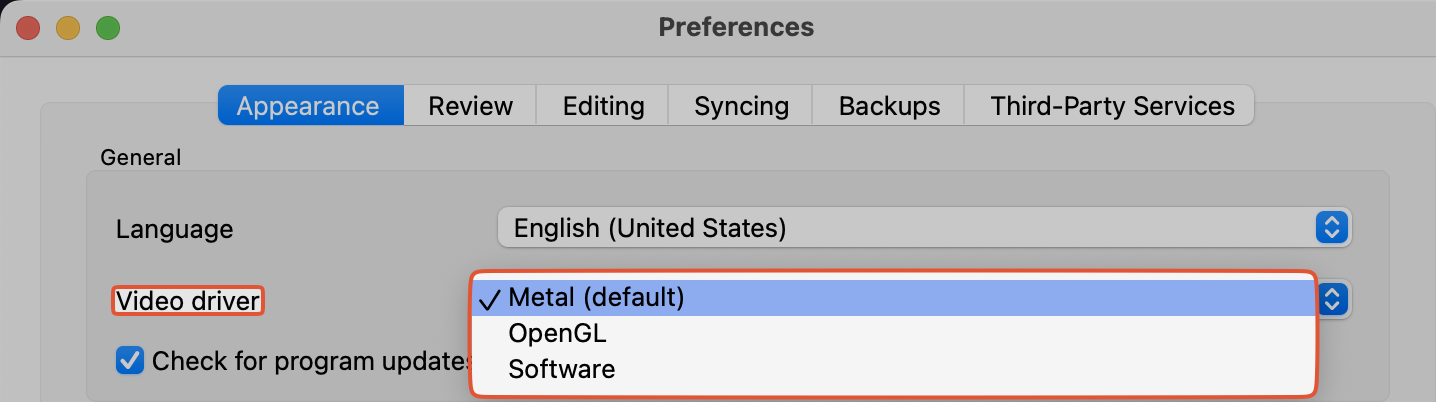 Preferences
Appearance Review Editing Syncing Backups Third-Party Services
General
Language English (United States)
Video driver Metal (default)
OpenGL
Check for program updates Software